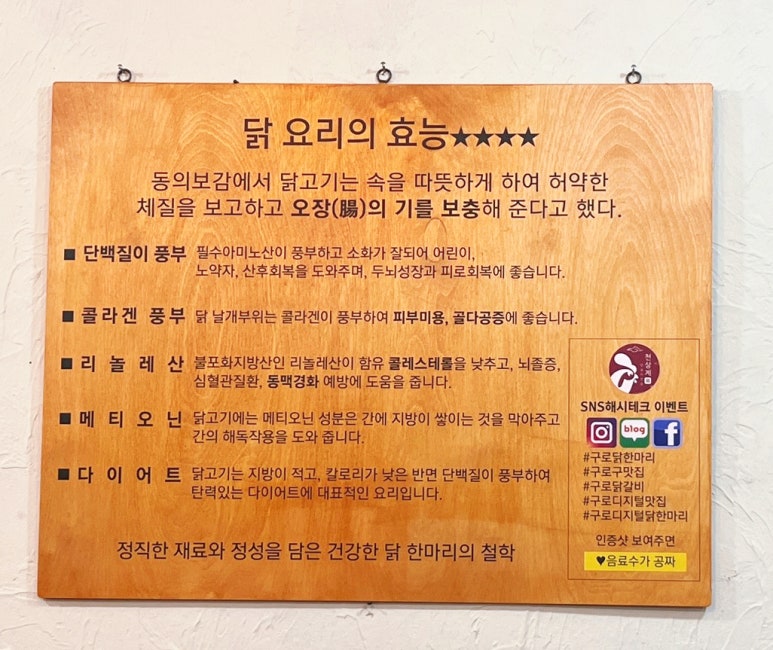 닭 요리의 효능★★★★
동의보감에서 닭고기는 속을 따뜻하게 하여 허약한
체질을 보고하고 오장(腸)의 기를 보충해 준다고 했다.
■ 단백질이 풍부 필수아미노산이 풍부하고 소화가 잘되어 어린이,
노약자, 산후회복을 도와주며, 두뇌성장과 피로회복에 좋습니다.
■ 콜라겐 풍부 닭 날개부위는 콜라겐이 풍부하여 피부미용, 골다공증에 좋습니다.
■ 리놀레산 불포화지방산인 리놀레산이 함유 콜레스테롤을 낮추고, 뇌졸증,
심혈관질환, 동맥경화 예방에 도움을 줍니다.
■ 메티오닌 닭고기에는 메티오닌 성분은 간에 지방이 쌓이는 것을 막아주고
간의 해독작용을 도와 줍니다.
■ 다이어트 닭고기는 지방이 적고, 칼로리가 낮은 반면 단백질이 풍부하여
탄력있는 다이어트에 대표적인 요리입니다.
정직한 재료와 정성을 담은 건강한 닭 한마리의 철학
천상계
SNS해시테크 이벤트
blog
#구로닭한마리
#구로구맛집
#구로닭갈비
#구로디지털맛집
#구로디지털닭한마리
인증샷 보여주면
♥음료수가 공짜